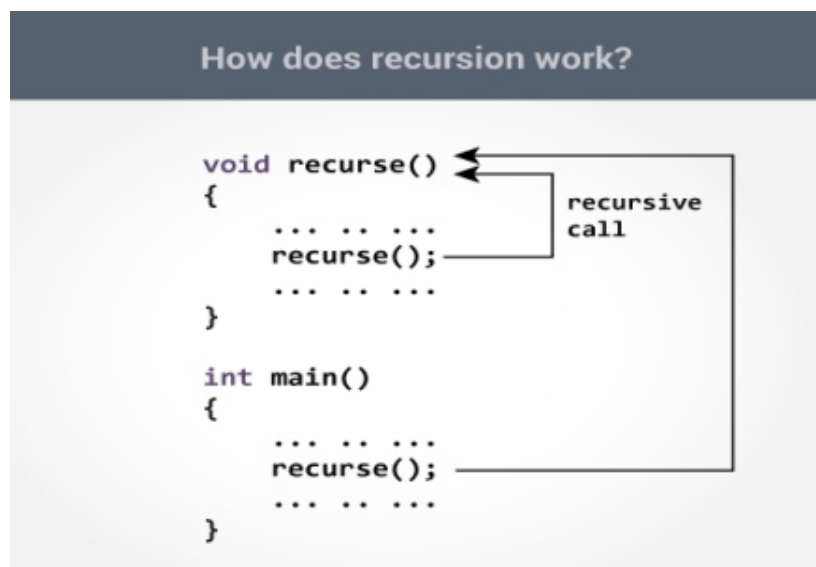 How does recursion work?
void recurse()
{
... .. ...
recurse();
... .. ...
}
recursive
call
int main()
{
... .. ...
recurse();
... .. ...
}